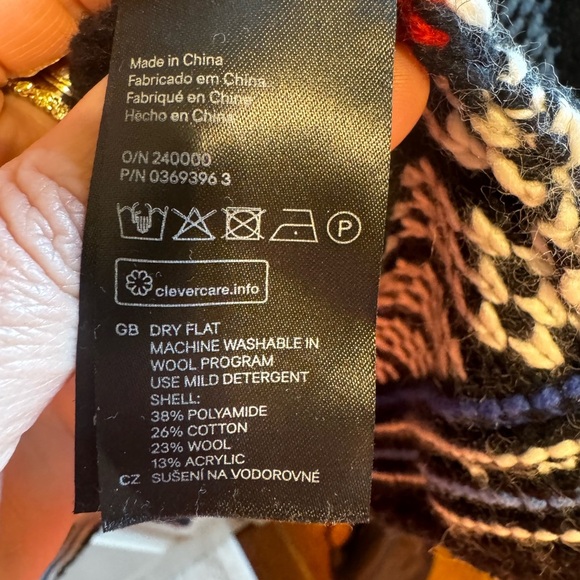 Made in China
Fabricado em China
Fabriqué en Chine
Hecho en China
O/N 240000
P/N 0369396 3
P
clevercare.info
GB DRY FLAT
MACHINE WASHABLE IN
WOOL PROGRAM
USE MILD DETERGENT
SHELL:
38% POLYAMIDE
26% COTTON
23% WOOL
13% ACRYLIC
CZ SUŠENÍ NA VODOROVNÉ